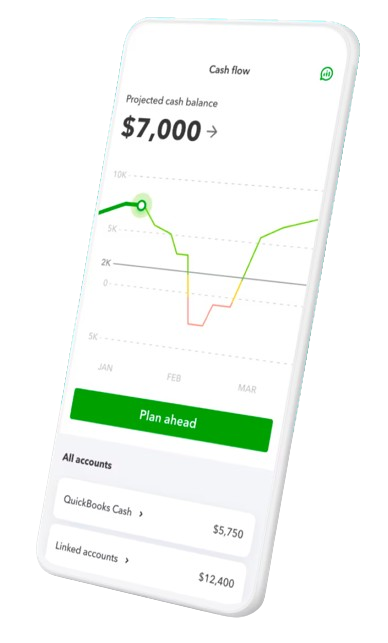 Cash flow
Projected cash balance
$7,000 →
10K
5K
2K
0
5K
JAN FEB MAR
Plan ahead
All accounts
QuickBooks Cash › $5,750
Linked accounts › $12,400